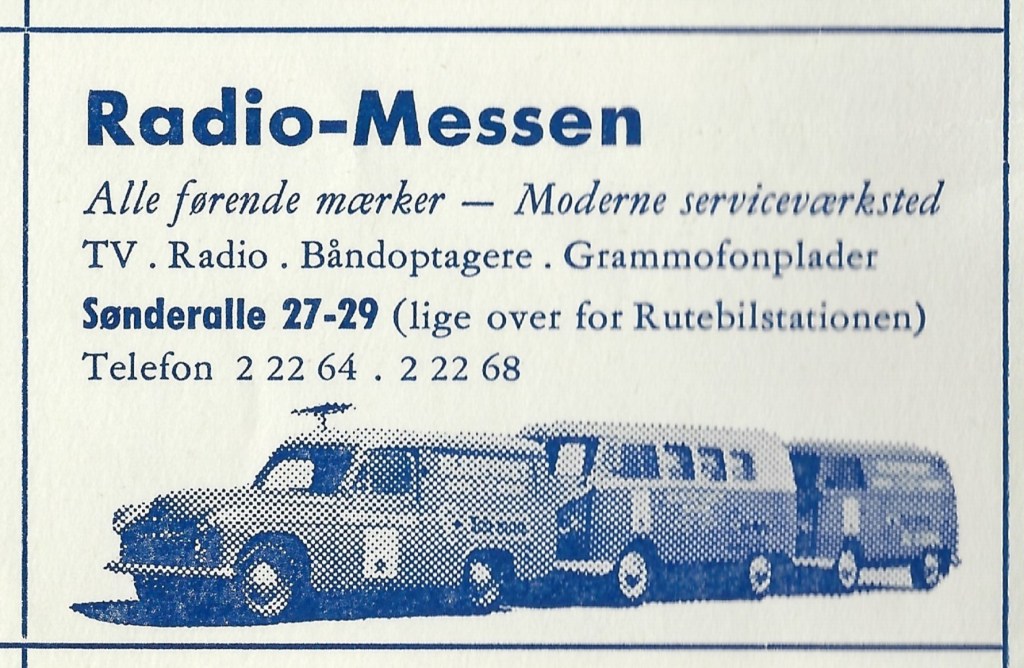 Radio-Messen
Alle førende mærker — Moderne serviceværksted
TV . Radio . Båndoptagere . Grammofonplader
Sønderalle 27-29 (lige over for Rutebilstationen)
Telefon 2 22 64 . 2 22 68